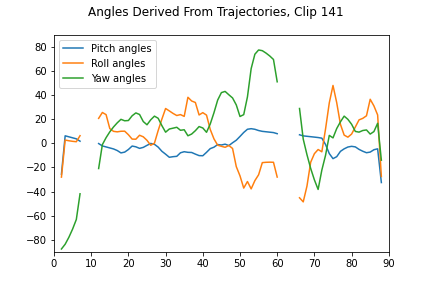 Angles Derived From Trajectories, Clip 141
Pitch angles
Roll angles
Yaw angles
80
60
40
20
0
−20
−40
−60
−80
0 10 20 30 40 50 60 70 80 90